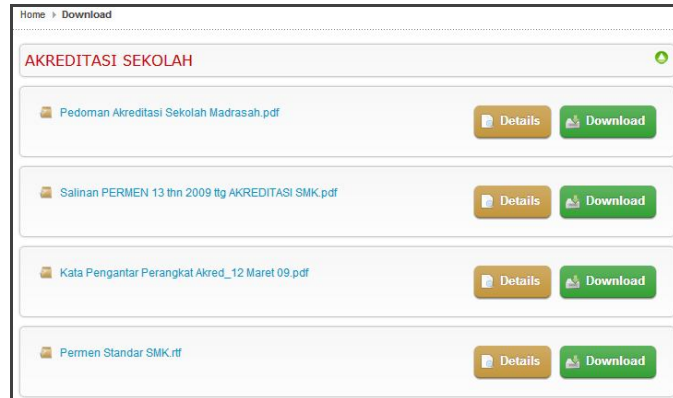 Home Download
AKREDITASI SEKOLAH
Pedoman Akreditasi Sekolah Madrasah.pdf
Details Download
Salinan PERMEN 13 thn 2009 ttg AKREDITASI SMK.pdf
Details Download
Kata Pengantar Perangkat Akred_12 Maret 09.pdf
Details Download
Permen Standar SMK.rtf
Details Download